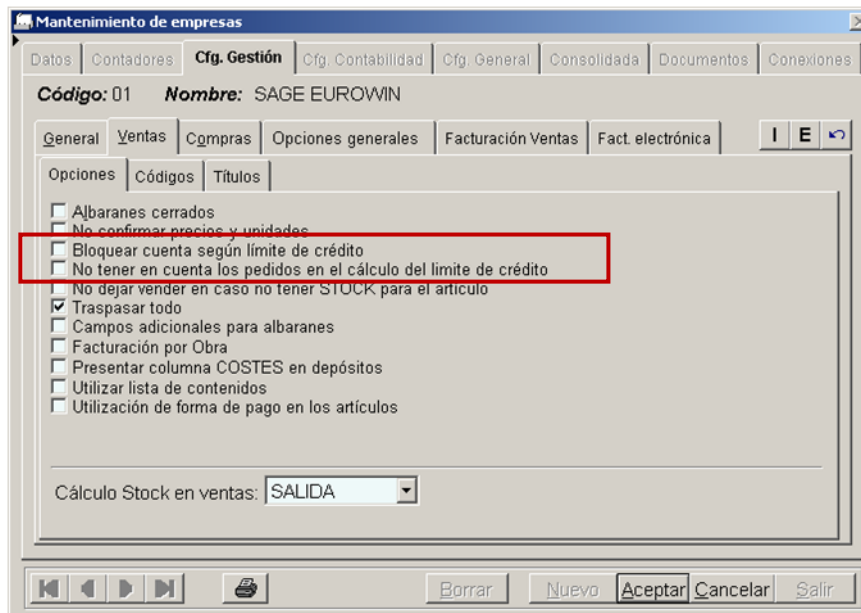 Mantenimiento de empresas
Datos Contadores Cfg. Gestión Cfg. Contabilidad Cfg. General Consolidada Documentos Conexiones
Código: 01 Nombre: SAGE EUROWIN
General Ventas Compras Opciones generales Facturación Ventas Fact. electrónica I E
Opciones Códigos Títulos
Albaranes cerrados
No confirmar precios y unidades
Bloquear cuenta según límite de crédito
No tener en cuenta los pedidos en el cálculo del limite de crédito
No dejar vender en caso no tener STOCK para el artículo
Traspasar todo
Campos adicionales para albaranes
Facturación por Obra
Presentar columna COSTES en depósitos
Utilizar lista de contenidos
Utilización de forma de pago en los artículos
Cálculo Stock en ventas: SALIDA
Borrar Nuevo Aceptar Cancelar Salir